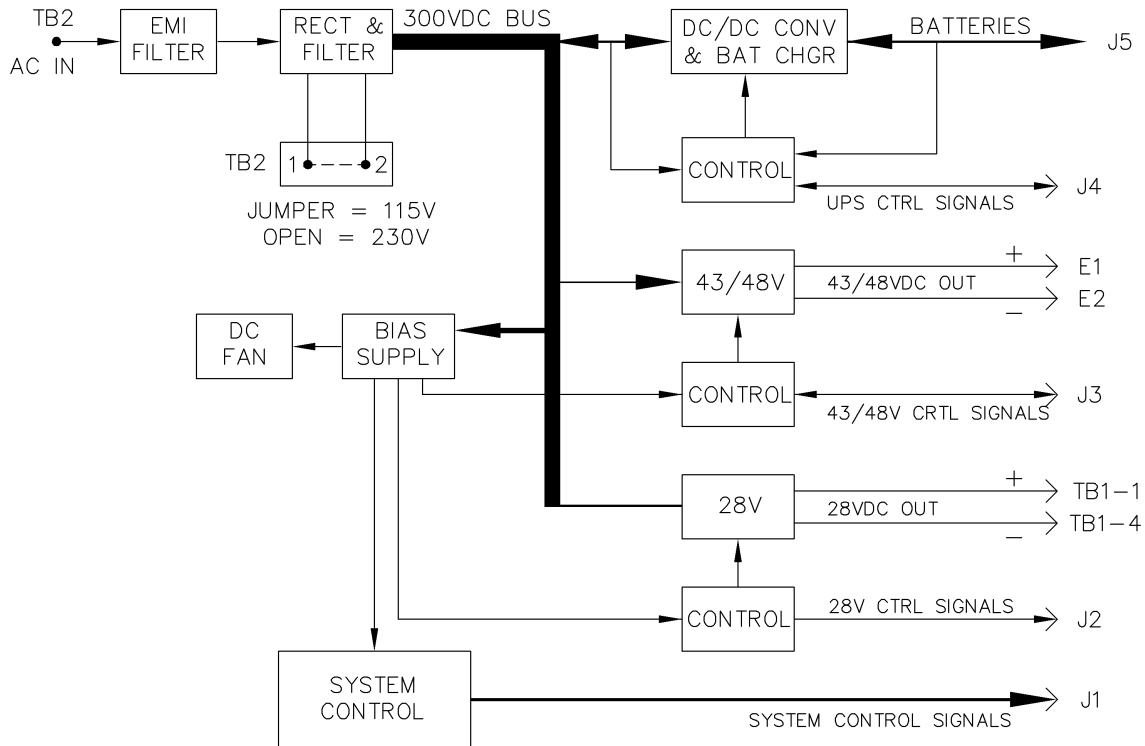 TB2
AC IN
EMI
FILTER
RECT &
FILTER
300VDC BUS
DC/DC CONV
& BAT CHGR
BATTERIES
J5
TB2
1
2
JUMPER = 115V
OPEN = 230V
CONTROL
UPS CTRL SIGNALS
J4
43/48V
+
43/48VDC OUT
−
E1
E2
DC
FAN
BIAS
SUPPLY
CONTROL
43/48V CRTL SIGNALS
J3
28V
+
28VDC OUT
−
TB1−1
TB1−4
CONTROL
28V CTRL SIGNALS
J2
SYSTEM
CONTROL
SYSTEM CONTROL SIGNALS
J1